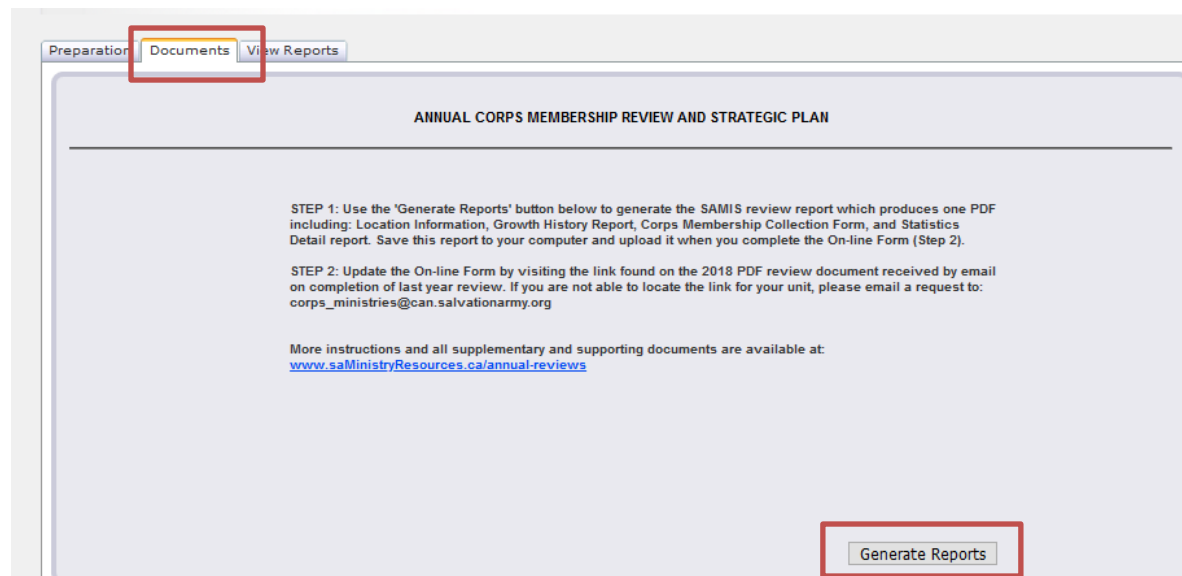 Preparation Documents View Reports
ANNUAL CORPS MEMBERSHIP REVIEW AND STRATEGIC PLAN
STEP 1: Use the 'Generate Reports' button below to generate the SAMIS review report which produces one PDF
including: Location Information, Growth History Report, Corps Membership Collection Form, and Statistics
Detail report. Save this report to your computer and upload it when you complete the On-line Form (Step 2).
STEP 2: Update the On-line Form by visiting the link found on the 2018 PDF review document received by email
on completion of last year review. If you are not able to locate the link for your unit, please email a request to:
corps_ministries@can.salvationarmy.org
More instructions and all supplementary and supporting documents are available at:
www.saMinistryResources.ca/annual-reviews
Generate Reports